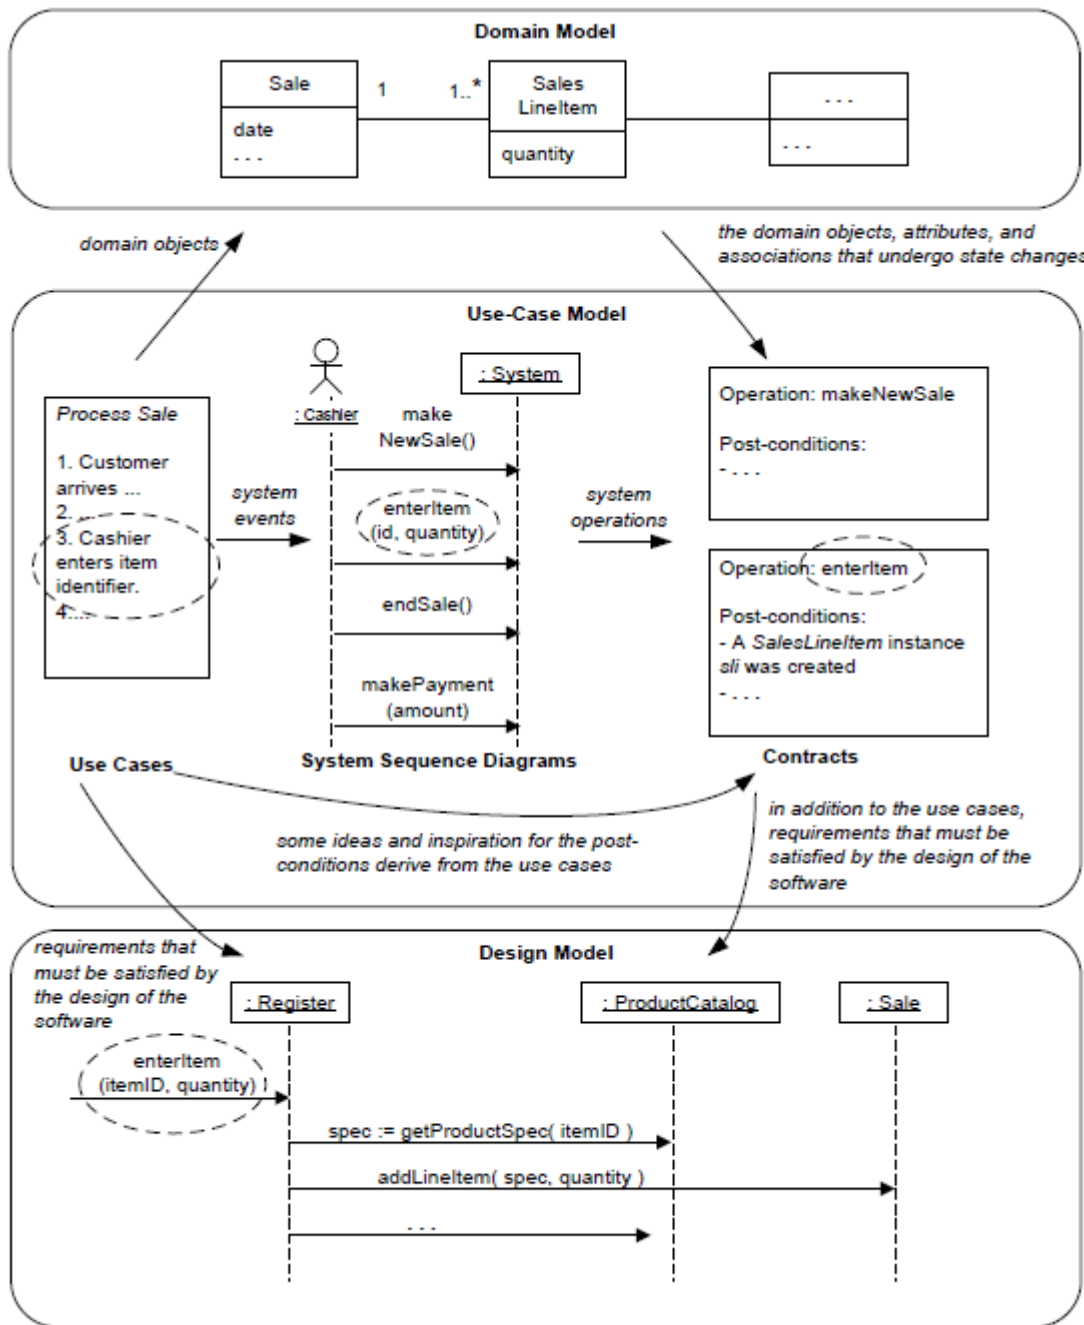 Domain Model
Sale
1
1..*
Sales
LineItem
. . .
date
. . .
quantity
. . .
domain objects
the domain objects, attributes, and
associations that undergo state changes
Use-Case Model
: Cashier
: System
Process Sale
1. Customer
arrives ...
2. ...
3. Cashier
enters item
identifier.
4....
system
events
make
NewSale()
enterItem
(id, quantity)
endSale()
makePayment
(amount)
system
operations
Operation: makeNewSale
Post-conditions:
- . . .
Operation: enterItem
Post-conditions:
- A SalesLineItem instance
sli was created
- . . .
Use Cases
System Sequence Diagrams
Contracts
some ideas and inspiration for the post-
conditions derive from the use cases
in addition to the use cases,
requirements that must be
satisfied by the design of the
software
Design Model
requirements that
must be satisfied by
the design of the
software
: Register
: ProductCatalog
: Sale
enterItem
(itemID, quantity)
spec := getProductSpec( itemID )
addLineItem( spec, quantity )
. . .